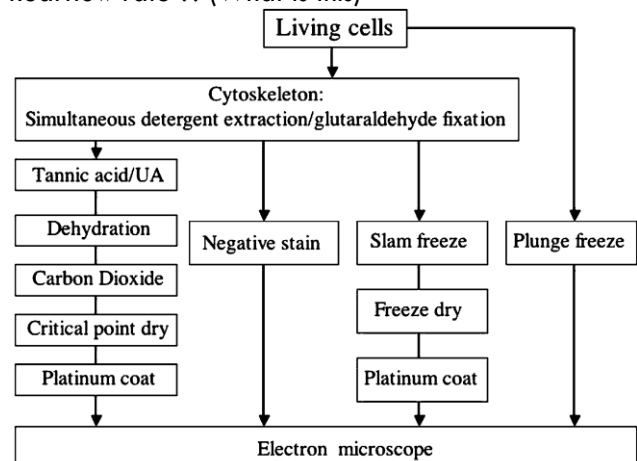 Living cells
Cytoskeleton:
Simultaneous detergent extraction/glutaraldehyde fixation
Tannic acid/UA
Dehydration
Negative stain
Slam freeze
Plunge freeze
Carbon Dioxide
Freeze dry
Critical point dry
Platinum coat
Platinum coat
Electron microscope